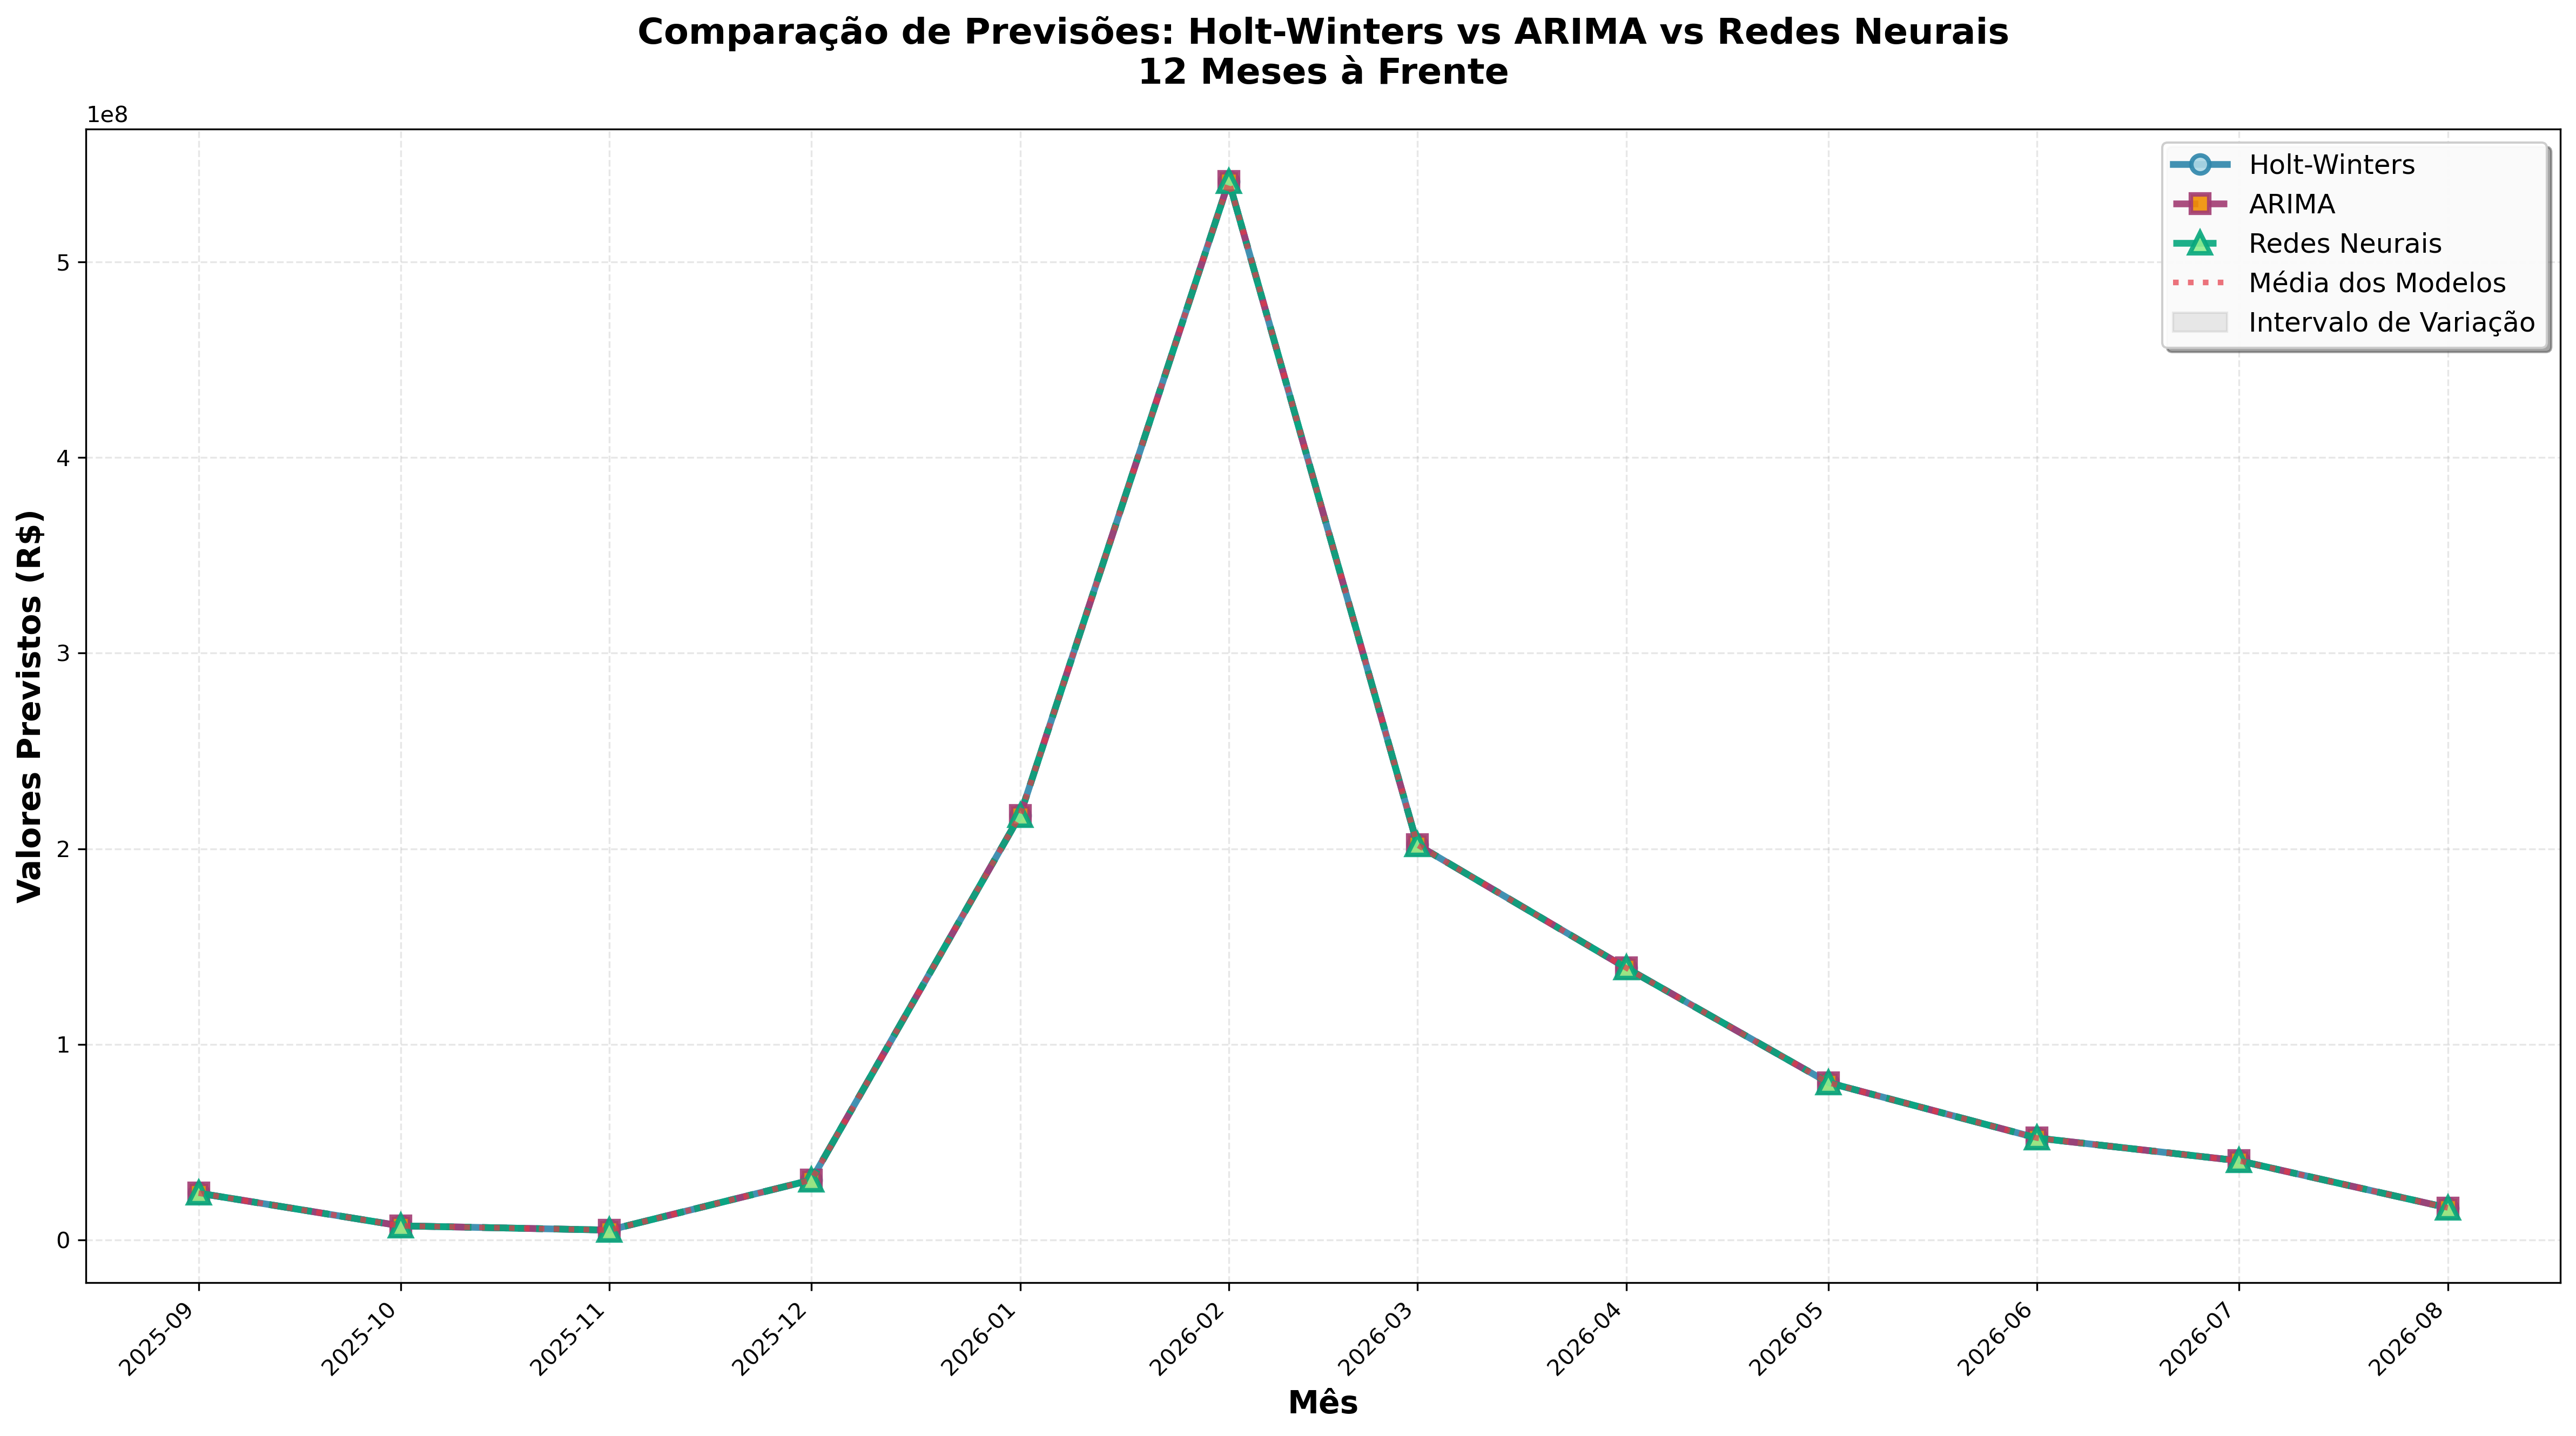 Comparação de Previsões: Holt-Winters vs ARIMA vs Redes Neurais
12 Meses à Frente
1e8
Holt-Winters
ARIMA
Redes Neurais
Média dos Modelos
Intervalo de Variação
Valores Previstos (R$)
5
4
3
2
1
0
2025-09
2025-10
2025-11
2025-12
2026-01
2026-02
2026-03
2026-04
2026-05
2026-06
2026-07
2026-08
Mês